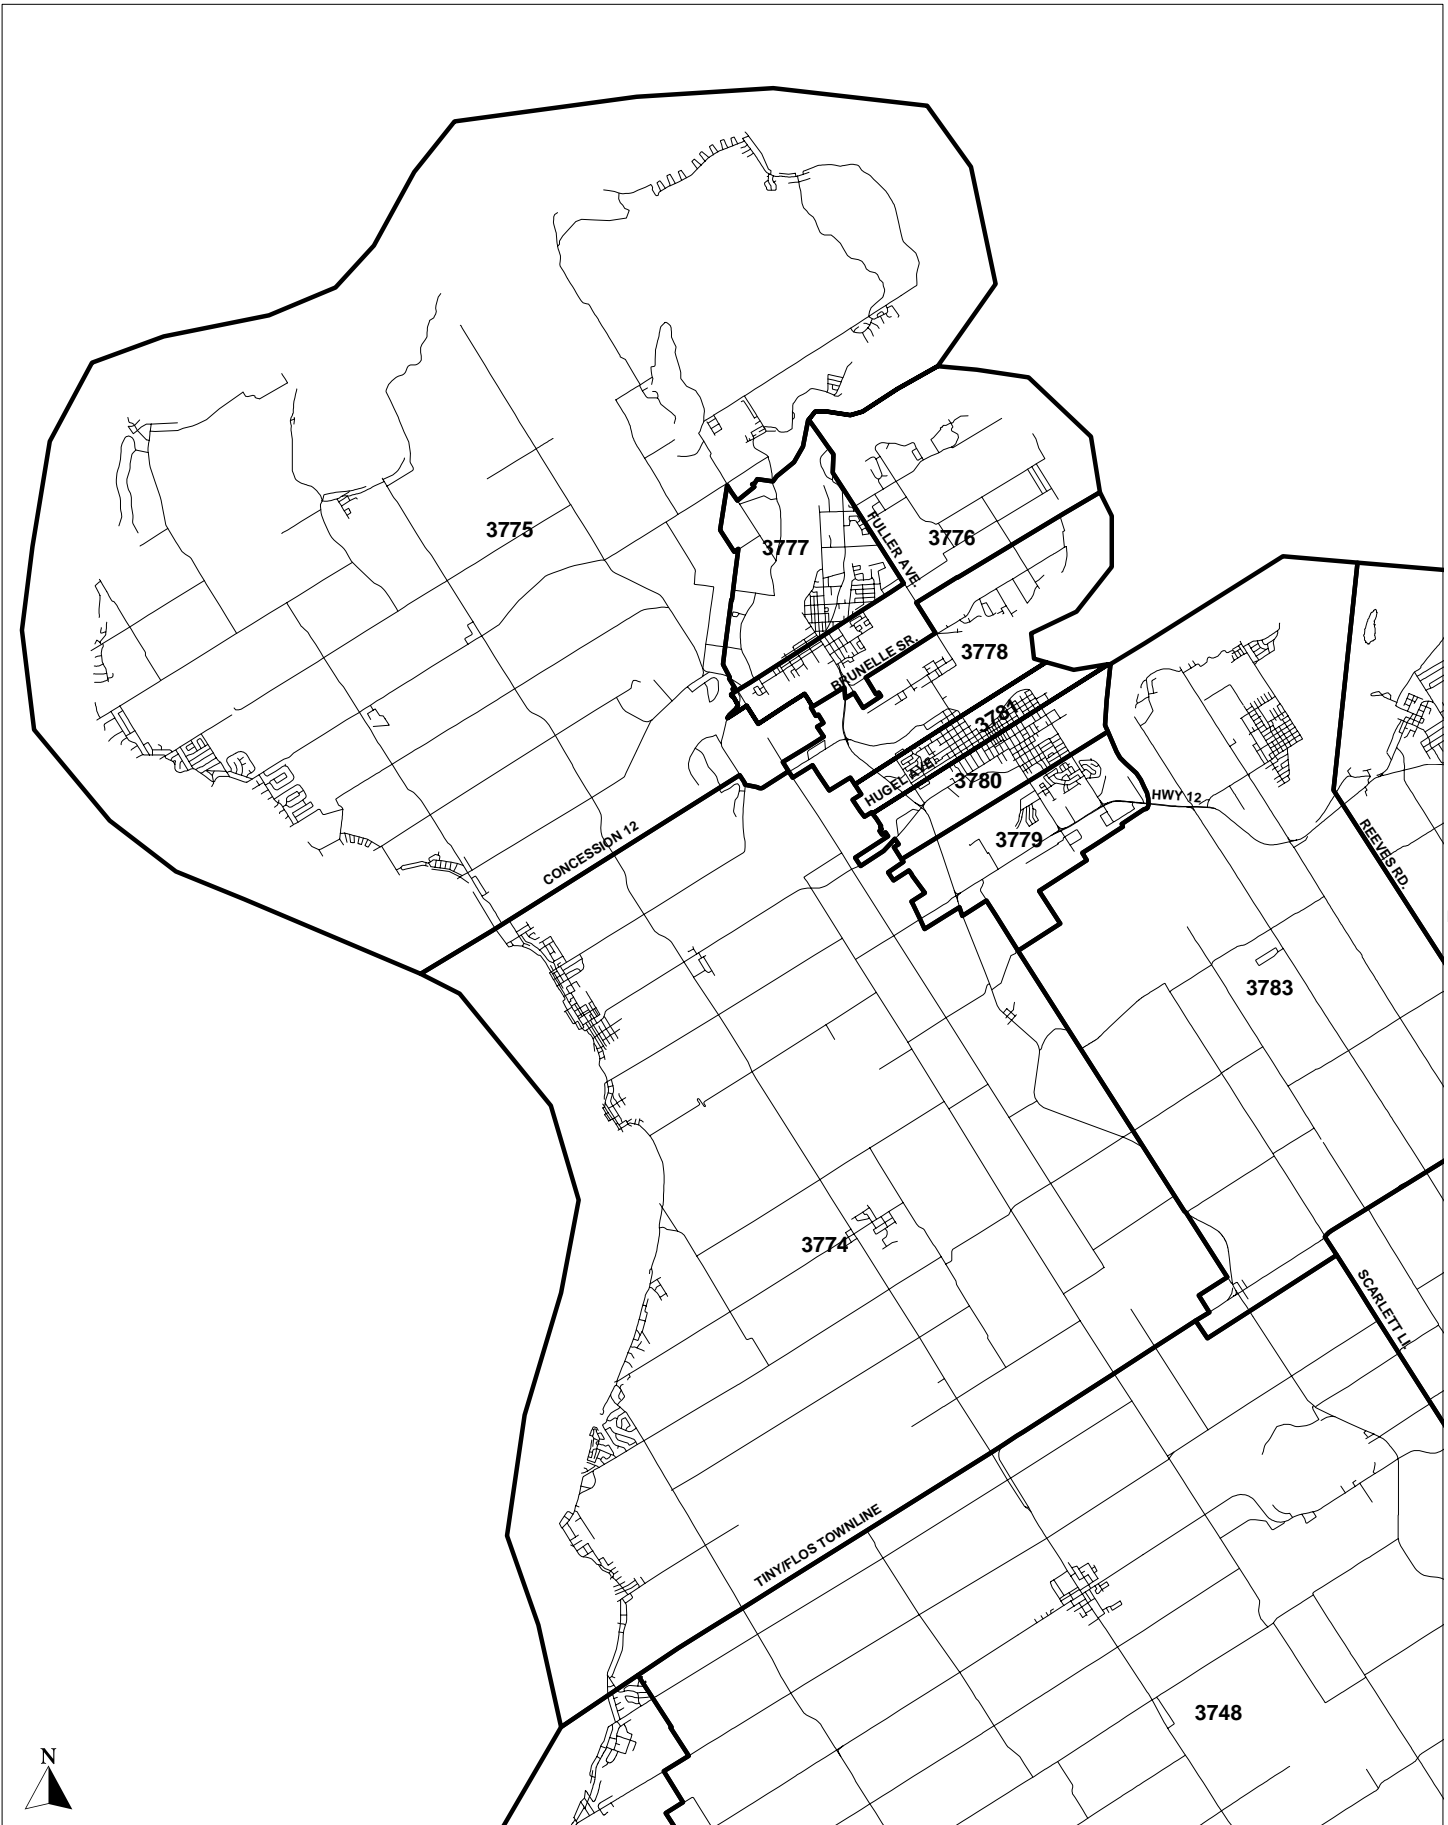 3775
3777
FULLER AVE.
3776
BRUNELLE SR.
3778
3781
HUGEL AVE.
3780
HWY 12
3779
CONCESSION 12
REEVES RD.
3783
3774
SCARLETT LI.
TINY/FLOS TOWNLINE
3748
N